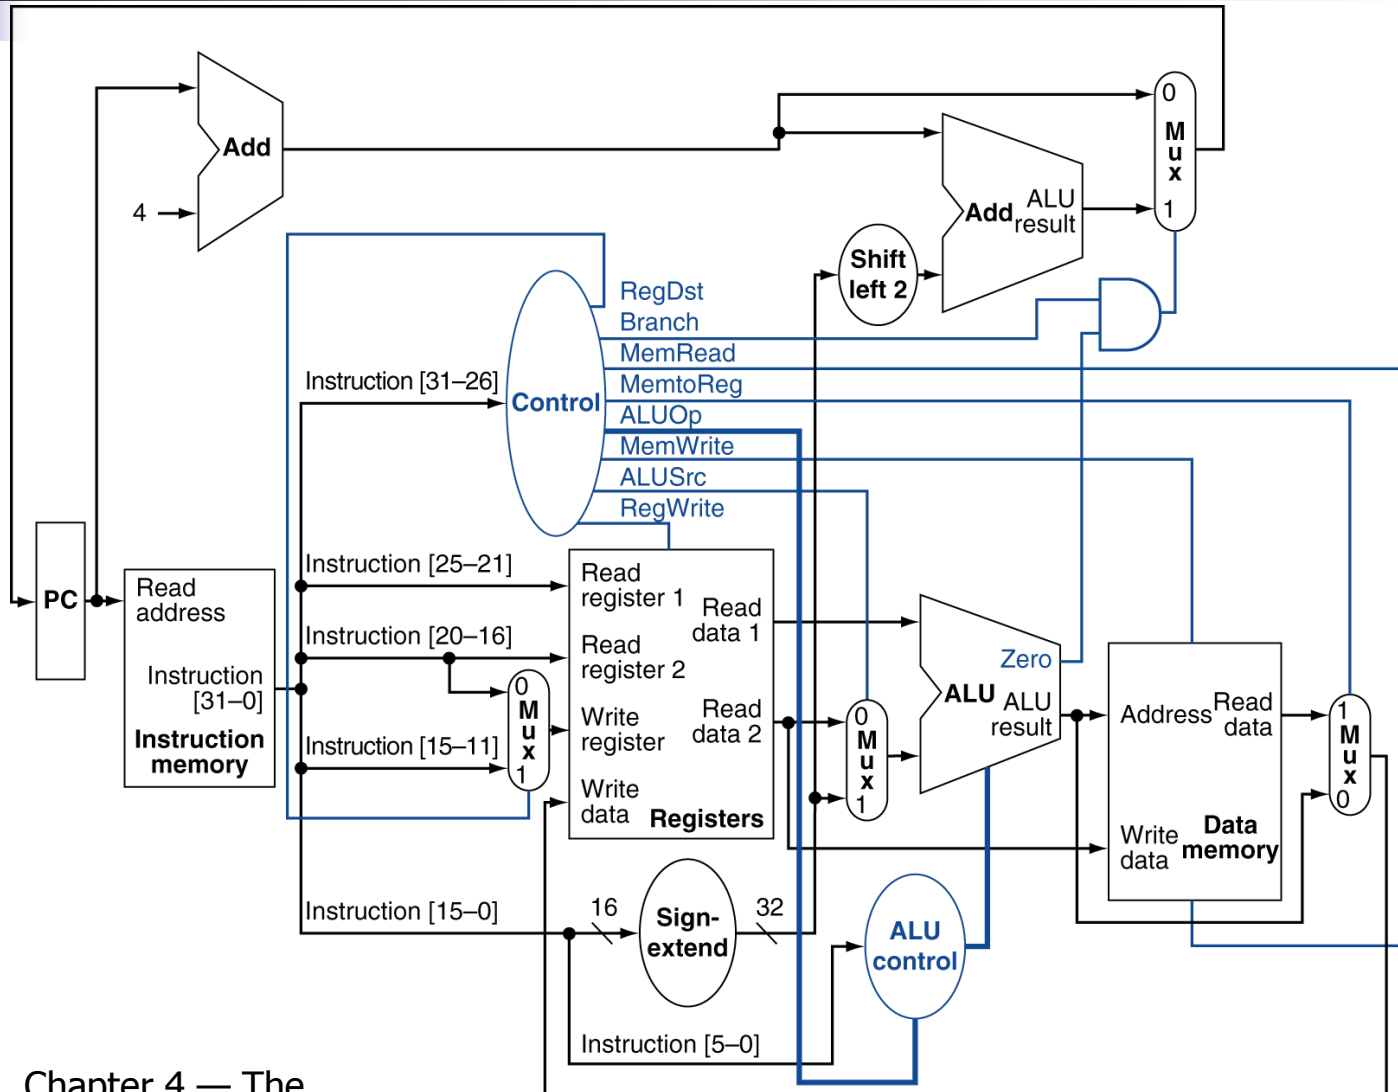 Add
4
0
Mux
1
Add
ALU
result
Shift
left 2
RegDst
Branch
MemRead
MemtoReg
ALUOp
MemWrite
ALUSrc
RegWrite
Control
Instruction [31–26]
Instruction [25–21]
Instruction [20–16]
Instruction [15–11]
Instruction [15–0]
Instruction [5–0]
PC
Read
address
Instruction
[31–0]
Instruction
memory
0
Mux
1
Read
register 1
Read
register 2
Write
register
Write
data
Read
data 1
Read
data 2
Registers
0
Mux
1
Zero
ALU
ALU
result
Address
Read
data
Write
data
Data
memory
1
Mux
0
16
Sign-
extend
32
ALU
control
Chapter 4 — The